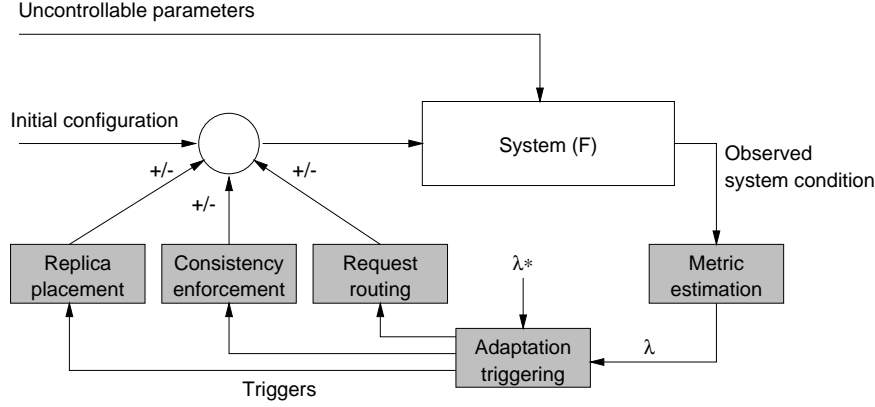 Uncontrollable parameters
Initial configuration
System (F)
Observed
system condition
+/-
+/-
+/-
Replica
placement
Consistency
enforcement
Request
routing
λ*
Metric
estimation
Adaptation
triggering
λ
Triggers